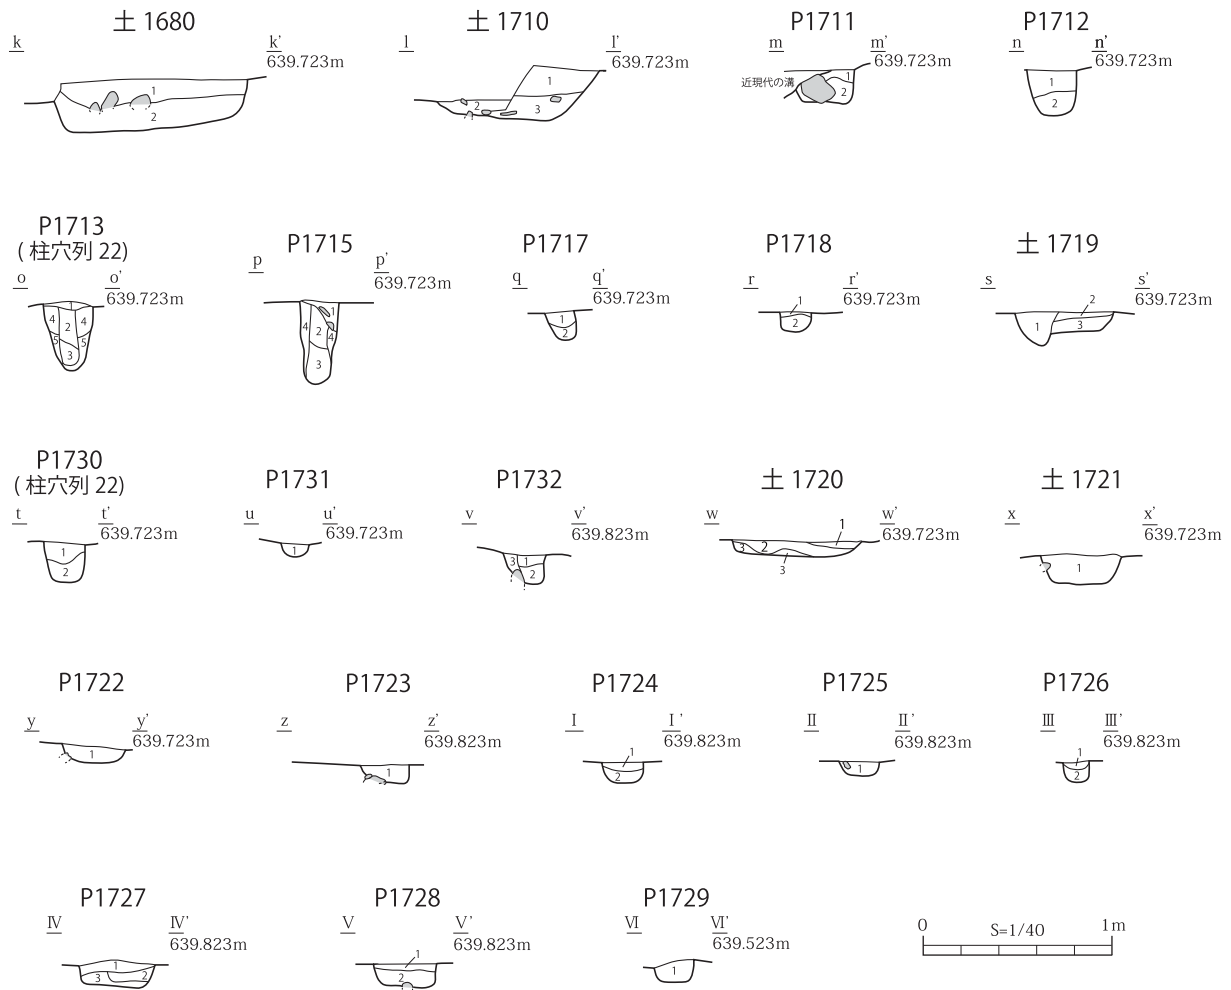 土 1680
k k'
639.723m
1
2
土 1710
l l'
639.723m
1
2
3
P1711
m m'
639.723m
近現代の溝
1
2
P1712
n n'
639.723m
1
2
P1713
( 柱穴列 22)
o o'
639.723m
1
4 2 4
5 5
3
P1715
p p'
639.723m
1
4 2 4
3
P1717
q q'
639.723m
1
2
P1718
r r'
639.723m
1
2
土 1719
s s'
639.723m
2
1 3
P1730
( 柱穴列 22)
t t'
639.723m
1
2
P1731
u u'
639.723m
1
P1732
v v'
639.823m
3 1
2
土 1720
w w'
639.723m
1
3 2
3
土 1721
x x'
639.723m
1
P1722
y y'
639.723m
1
P1723
z z'
639.823m
1
P1724
I I'
639.823m
1
2
P1725
II II'
639.823m
1
P1726
III III'
639.823m
1
2
P1727
IV IV'
639.823m
1
3 2
P1728
V V'
639.823m
1
2
P1729
VI VI'
639.523m
1
0 S=1/40 1m